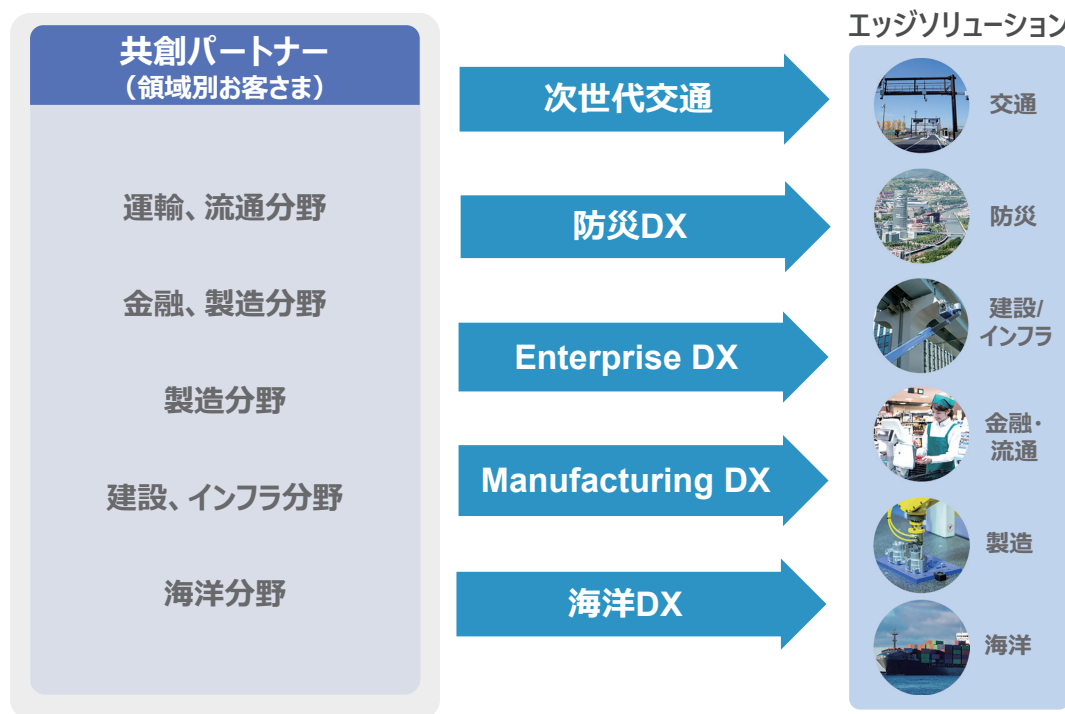 共創パートナー
（領域別お客さま）
運輸、流通分野
金融、製造分野
製造分野
建設、インフラ分野
海洋分野
次世代交通
防災DX
Enterprise DX
Manufacturing DX
海洋DX
エッジソリューション
交通
防災
建設/
インフラ
金融・
流通
製造
海洋